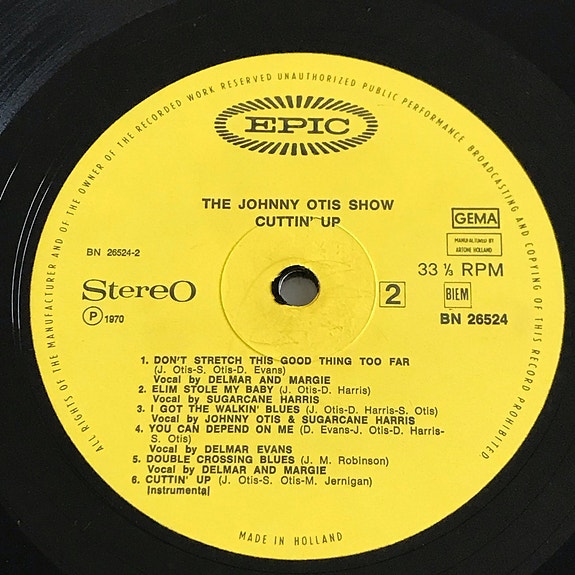 ALL RIGHTS OF THE MANUFACTURER AND OF THE OWNER OF THE RECORDED WORK RESERVED UNAUTHORIZED PUBLIC PERFORMANCE BROADCASTING AND COPYING OF THIS RECORD PROHIBITED
EPIC
THE JOHNNY OTIS SHOW
CUTTIN' UP
GEMA
BN 26524-2
MANUFACTURED BY
ARTONE HOLLAND
33 ⅓ RPM
Stereo
2
BIEM
Ⓟ 1970
BN 26524
1. DON'T STRETCH THIS GOOD THING TOO FAR
(J. Otis-S. Otis-D. Evans)
Vocal by DELMAR AND MARGIE
2. ELIM STOLE MY BABY (J. Otis-D. Harris)
Vocal by SUGARCANE HARRIS
3. I GOT THE WALKIN' BLUES (J. Otis-D. Harris-S. Otis)
Vocal by JOHNNY OTIS & SUGARCANE HARRIS
4. YOU CAN DEPEND ON ME (D. Evans-J. Otis-D. Harris-
S. Otis)
Vocal by DELMAR EVANS
5. DOUBLE CROSSING BLUES (J. M. Robinson)
Vocal by DELMAR AND MARGIE
6. CUTTIN' UP (J. Otis-S. Otis-M. Jernigan)
Instrumental
MADE IN HOLLAND